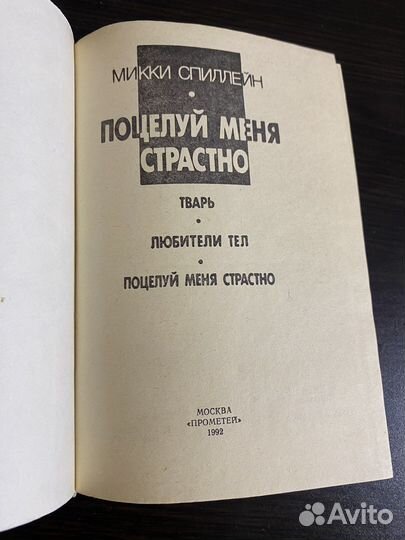 МИККИ СПИЛЛЕЙН
•
ПОЦЕЛУЙ МЕНЯ
СТРАСТНО
ТВАРЬ
•
ЛЮБИТЕЛИ ТЕЛ
•
ПОЦЕЛУЙ МЕНЯ СТРАСТНО
МОСКВА
«ПРОМЕТЕЙ»
1992
Avito